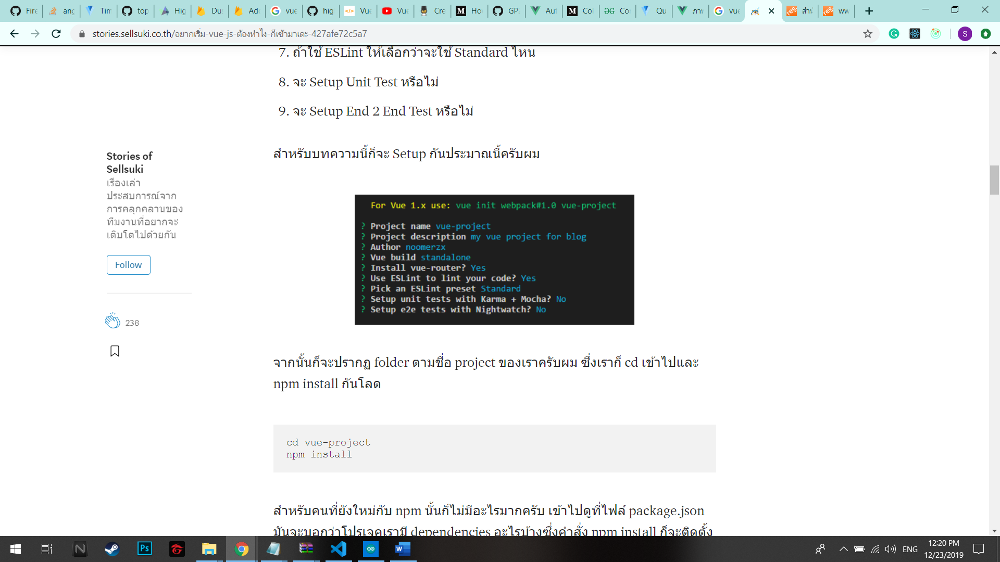 Fire
ang
Tim
top
Hig
Dus
Add
vue
hig
Vue
Vue
Cre
Ho
GP
Aut
Col
Co
Qu
ภา
vue
สำ
ww
stories.sellsuki.co.th/อยากเริ่ม-vue-js-ต้องทำไง-ก็เข้ามาเดะ-427afe72c5a7
S
7. ถ้าใช้ ESLint ให้เลือกว่าจะใช้ Standard ไหน
8. จะ Setup Unit Test หรือไม่
9. จะ Setup End 2 End Test หรือไม่
สำหรับบทความนี้ก็จะ Setup กันประมาณนี้ครับผม
Stories of
Sellsuki
เรื่องเล่า
ประสบการณ์จาก
การคลุกคลานของ
ทีมงานที่อยากจะ
เติบโตไปด้วยกัน
Follow
238
For Vue 1.x use: vue init webpack#1.0 vue-project
? Project name vue-project
? Project description my vue project for blog
? Author noomerzx
? Vue build standalone
? Install vue-router? Yes
? Use ESLint to lint your code? Yes
? Pick an ESLint preset Standard
? Setup unit tests with Karma + Mocha? No
? Setup e2e tests with Nightwatch? No
จากนั้นก็จะปรากฏ folder ตามชื่อ project ของเราครับผม ซึ่งเราก็ cd เข้าไปและ
npm install กันโลด
cd vue-project
npm install
สำหรับคนที่ยังใหม่กับ npm นั้นก็ไม่มีอะไรมากครับ เข้าไปดูที่ไฟล์ package.json
มันจะบอกว่าโปรเจคเรามี dependencies อะไรบ้างซึ่งคำสั่ง npm install ก็จะติดตั้ง
ENG
12:20 PM
12/23/2019